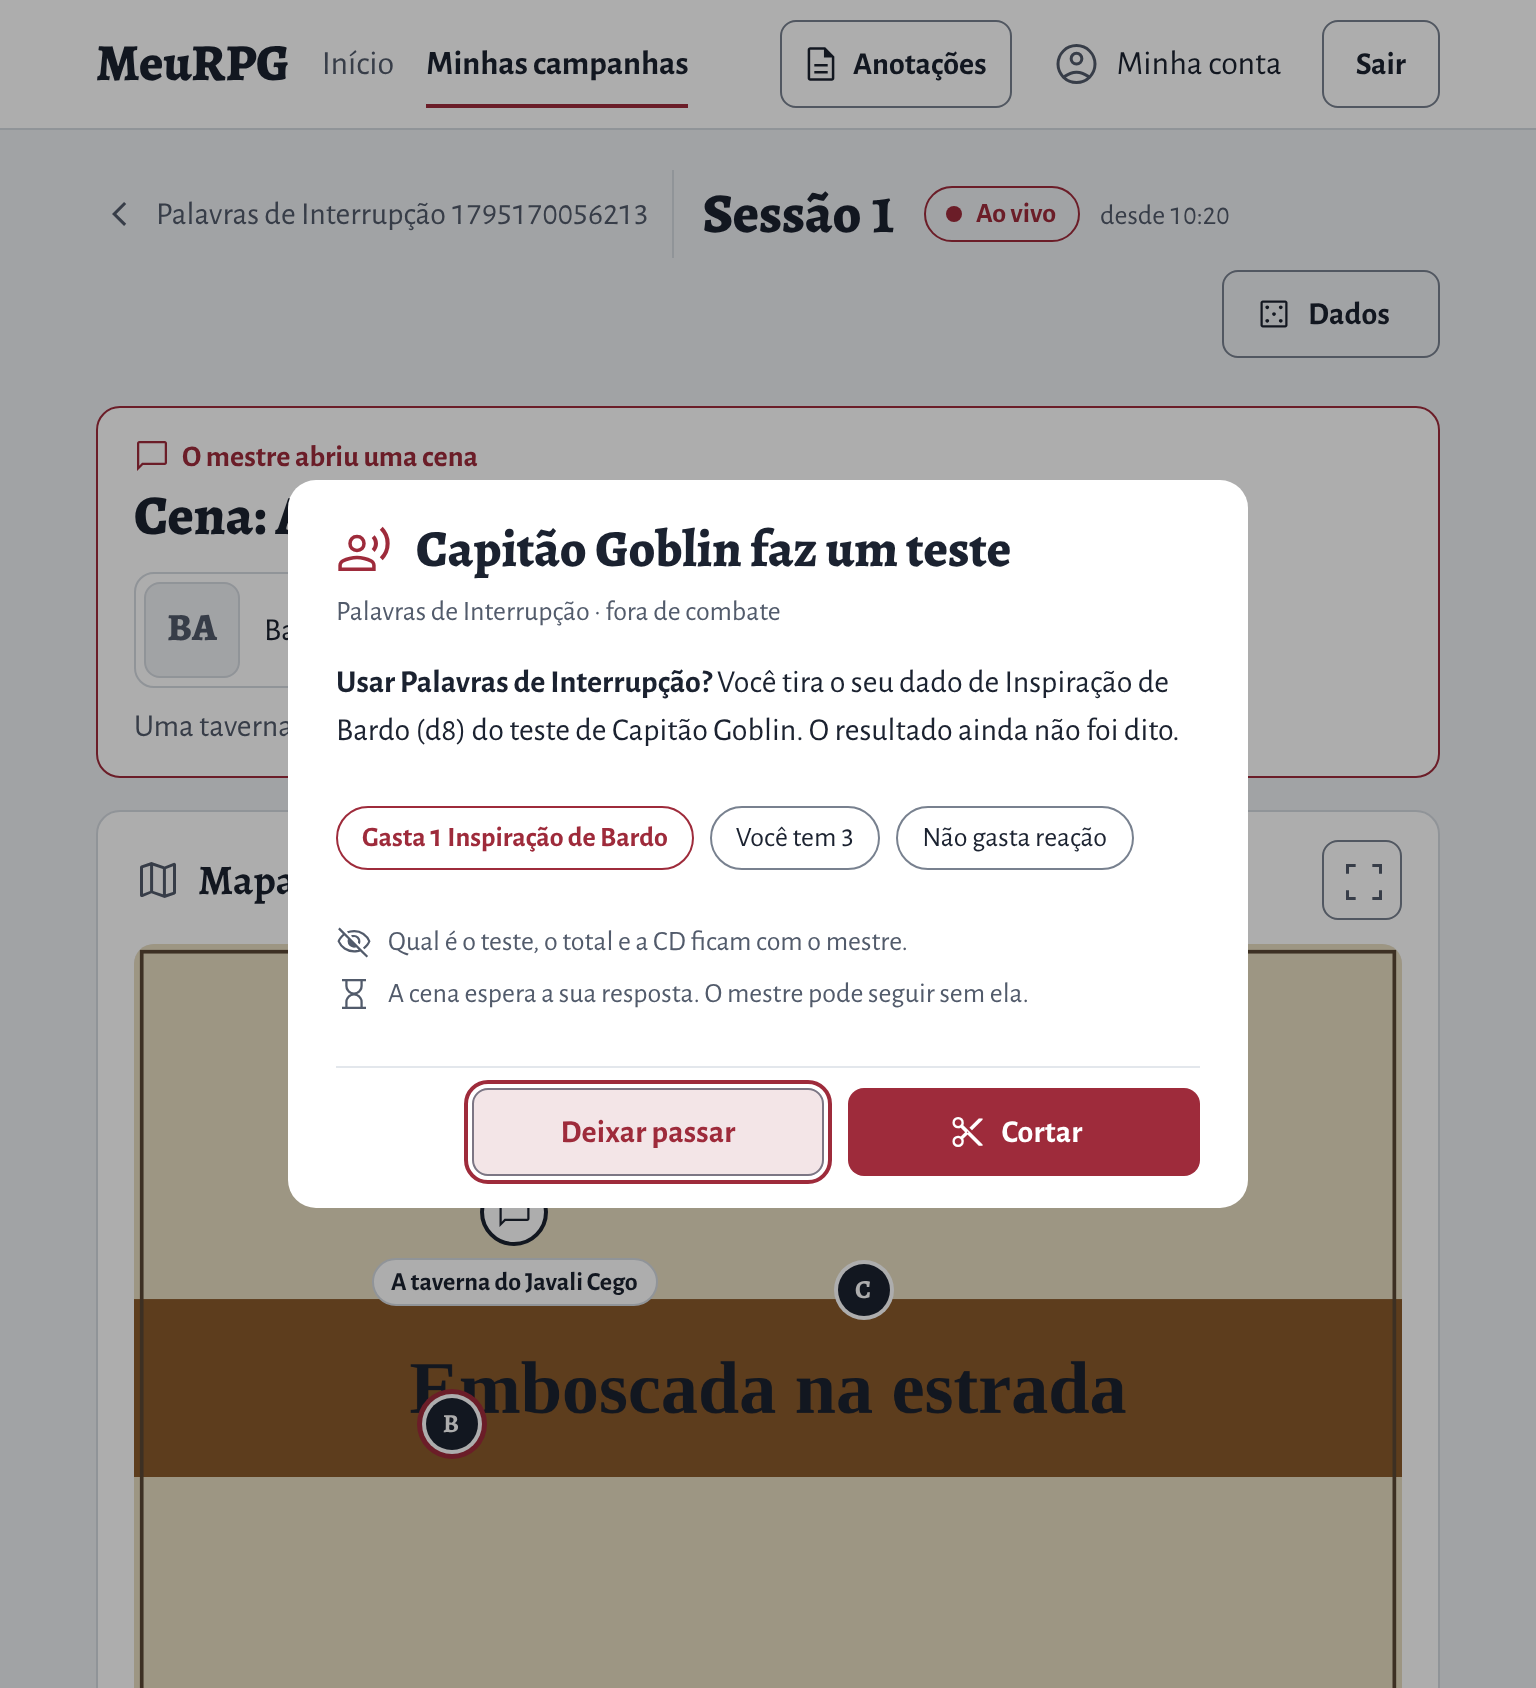 MeuRPG Início Minhas campanhas Anotações Minha conta Sair
Palavras de Interrupção 1795170056213 Sessão 1 Ao vivo desde 10:20
Dados
O mestre abriu uma cena
Cena:
Capitão Goblin faz um teste
BA
Palavras de Interrupção · fora de combate
Usar Palavras de Interrupção? Você tira o seu dado de Inspiração de
Bardo (d8) do teste de Capitão Goblin. O resultado ainda não foi dito.
Uma taverna
Gasta 1 Inspiração de Bardo Você tem 3 Não gasta reação
Mapa
Qual é o teste, o total e a CD ficam com o mestre.
A cena espera a sua resposta. O mestre pode seguir sem ela.
Deixar passar Cortar
A taverna do Javali Cego
C
Emboscada na estrada
B